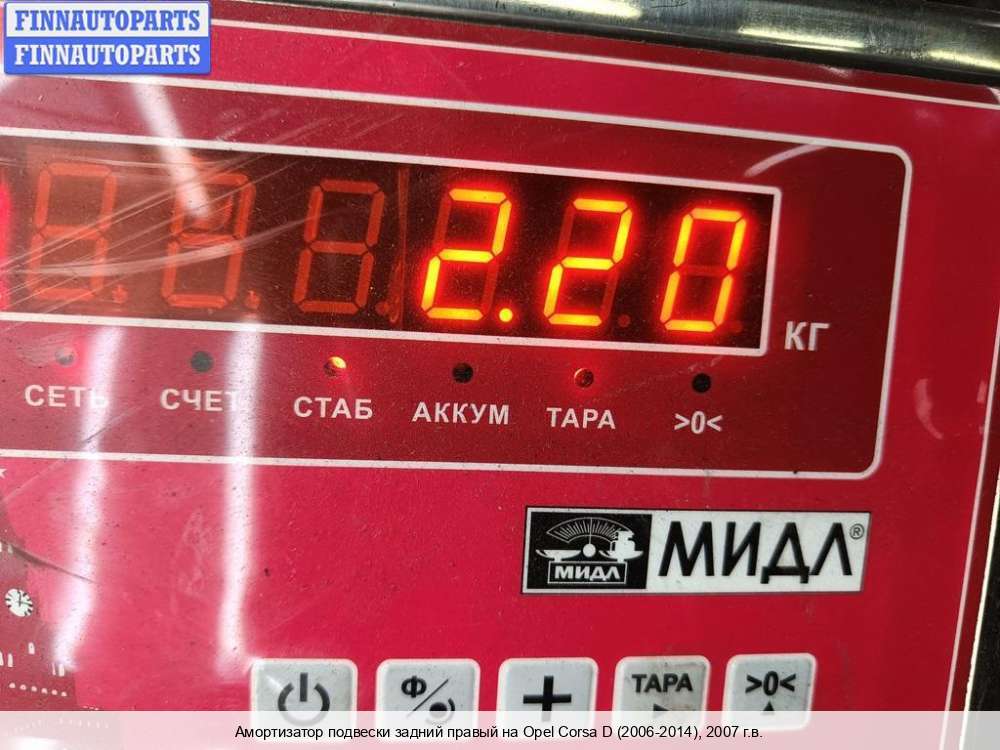 FINNAUTOPARTS
FINNAUTOPARTS
2.20
КГ
СЕТЬ СЧЕТ СТАБ АККУМ ТАРА >0<
МИДЛ МИДЛ®
Ф + ТАРА >0<
Амортизатор подвески задний правый на Opel Corsa D (2006-2014), 2007 г.в.